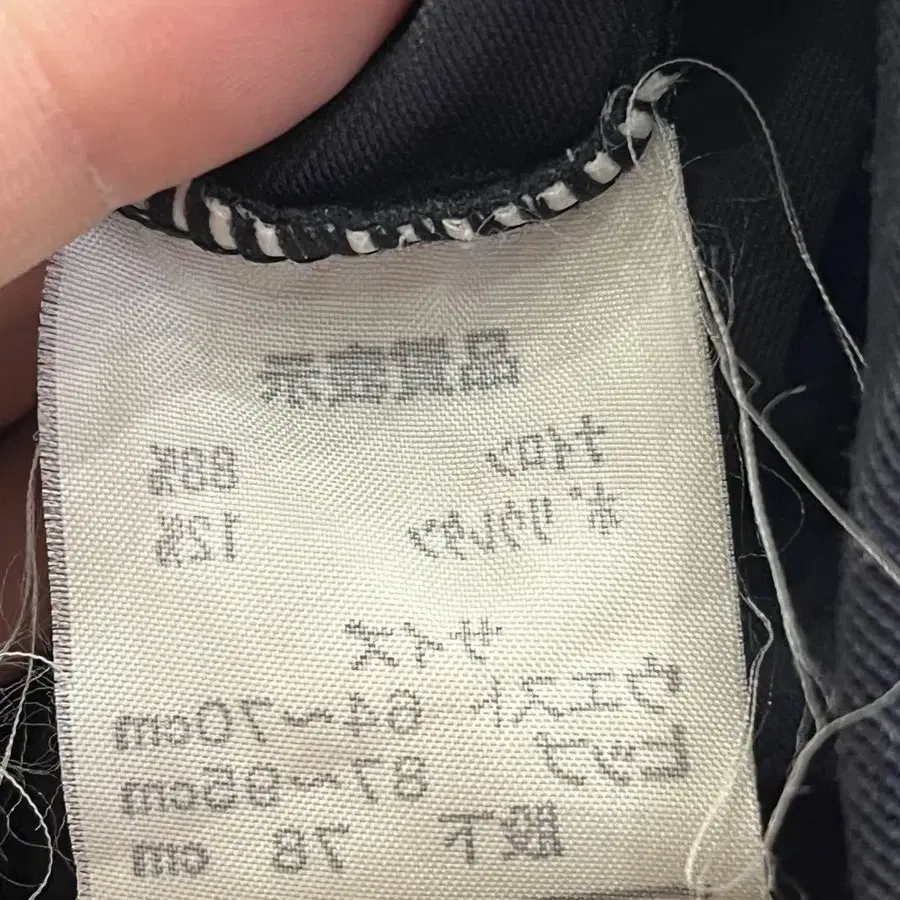 品質表示
ナイロン 88%
ポリウレタン 12%
サイズ
ウエスト 64~70cm
ヒップ 87~95cm
股下 78 cm